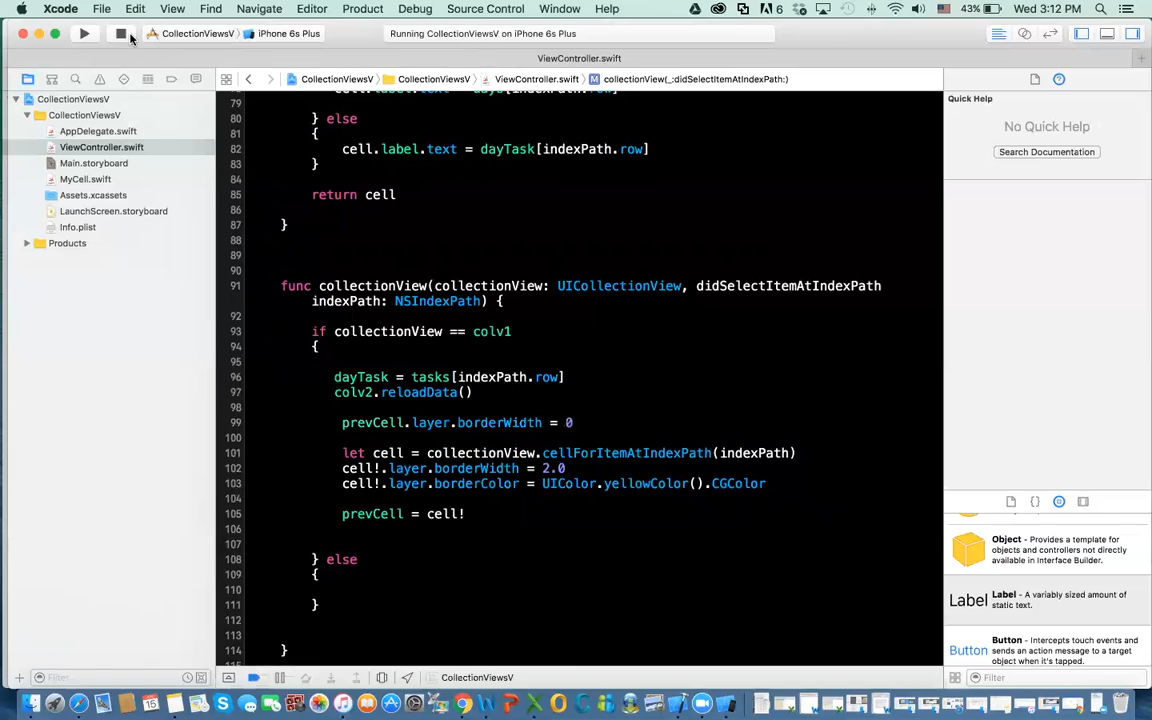 Xcode File Edit View Find Navigate Editor Product Debug Source Control Window Help 6 43% Wed 3:12 PM
CollectionViewsV iPhone 6s Plus Running CollectionViewsV on iPhone 6s Plus
ViewController.swift
CollectionViewsV CollectionViewsV ViewController.swift M collectionView(_:didSelectItemAtIndexPath:)
CollectionViewsV
CollectionViewsV
AppDelegate.swift
ViewController.swift
Main.storyboard
MyCell.swift
Assets.xcassets
LaunchScreen.storyboard
Info.plist
Products
Filter
79
80 } else
81 {
82 cell.label.text = dayTask[indexPath.row]
83 }
84
85 return cell
86
87 }
88
89
90
91 func collectionView(collectionView: UICollectionView, didSelectItemAtIndexPath
indexPath: NSIndexPath) {
92
93 if collectionView == colv1
94 {
95
96 dayTask = tasks[indexPath.row]
97 colv2.reloadData()
98
99 prevCell.layer.borderWidth = 0
100
101 let cell = collectionView.cellForItemAtIndexPath(indexPath)
102 cell!.layer.borderWidth = 2.0
103 cell!.layer.borderColor = UIColor.yellowColor().CGColor
104
105 prevCell = cell!
106
107
108 } else
109 {
110
111 }
112
113
114 }
CollectionViewsV
Quick Help
No Quick Help
Search Documentation
Object - Provides a template for
objects and controllers not directly
available in Interface Builder.
Label Label - A variably sized amount of
static text.
Button Button - Intercepts touch events and
sends an action message to a target
object when it's tapped.
Filter